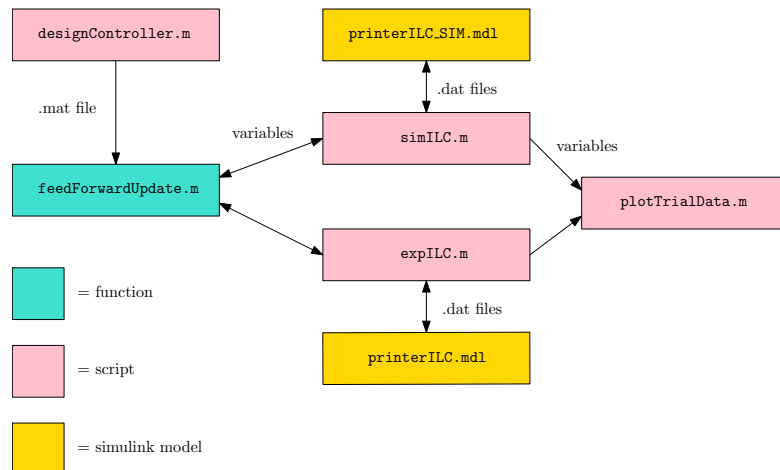 designController.m
printerILC_SIM.mdl
.mat file
.dat files
variables
simILC.m
variables
feedForwardUpdate.m
plotTrialData.m
expILC.m
= function
.dat files
printerILC.mdl
= script
= simulink model